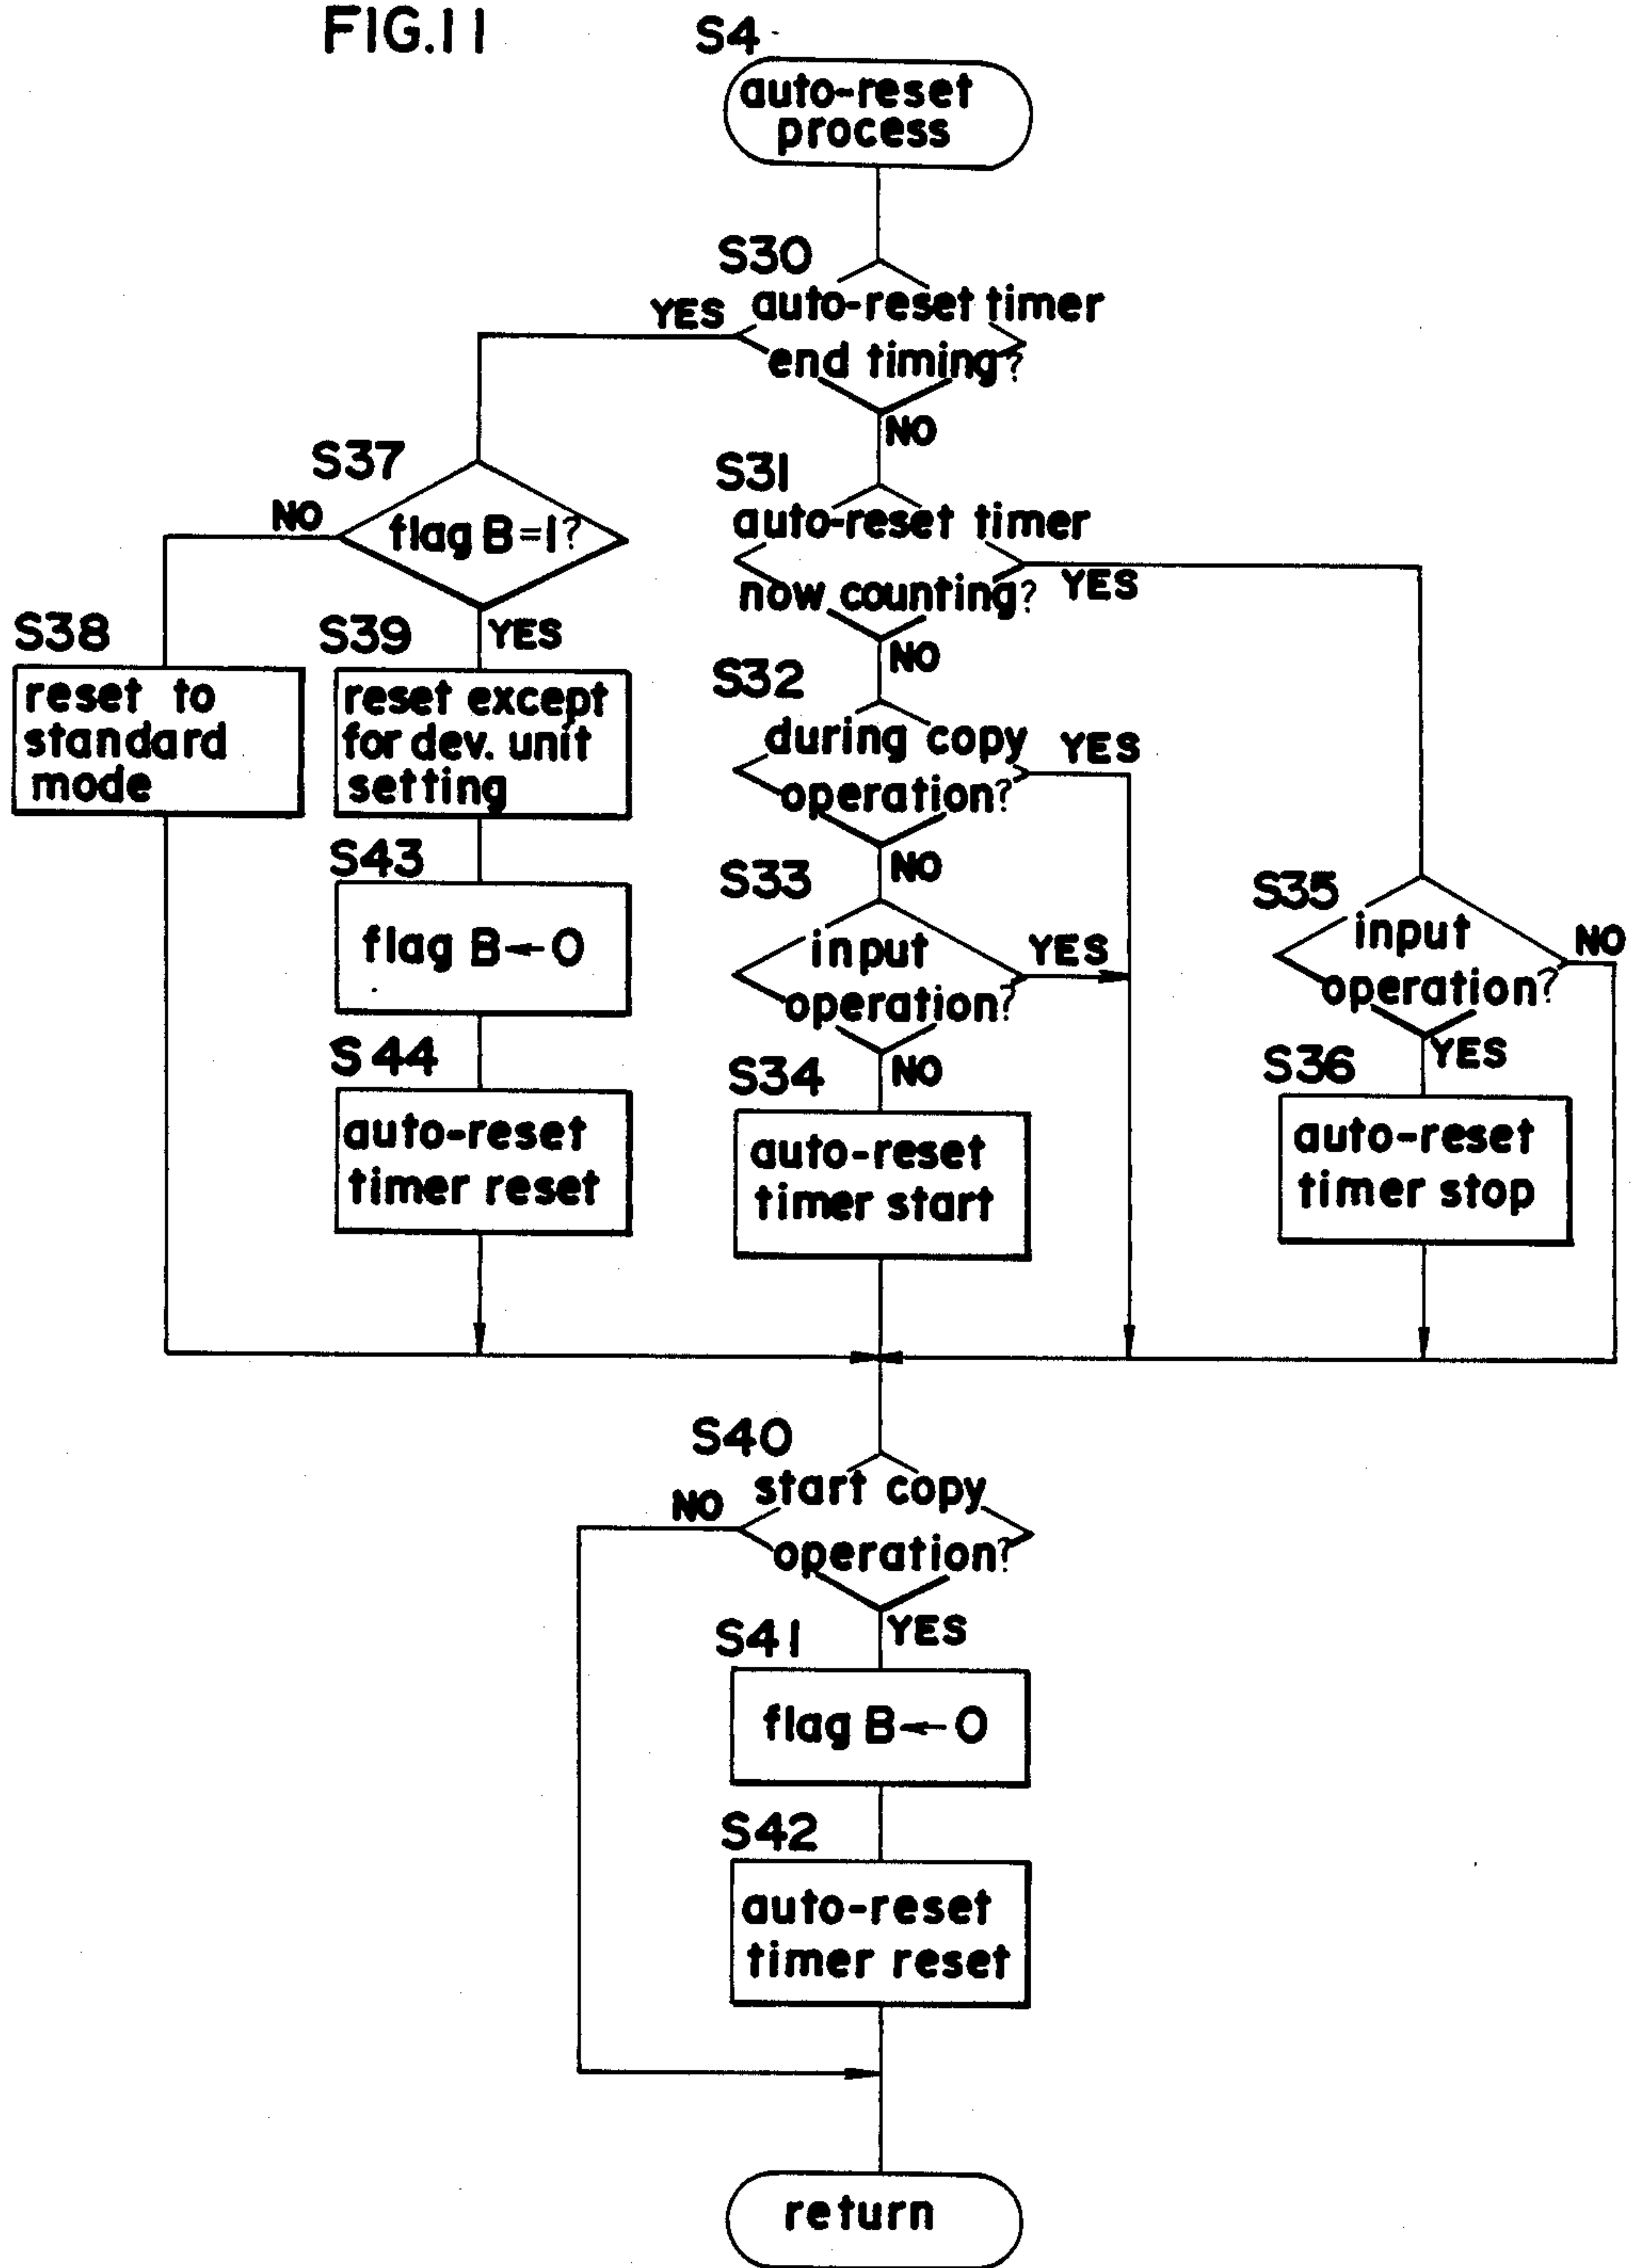 FIG.11
S4
auto-reset
process
S30
auto-reset timer
end timing?
YES
NO
S37
flag B=1?
NO
YES
S31
auto-reset timer
now counting?
YES
NO
S38
reset to
standard
mode
S39
reset except
for dev. unit
setting
S32
during copy
operation?
YES
NO
S43
flag B←0
S33
input
operation?
YES
NO
S35
input
operation?
NO
YES
S44
auto-reset
timer reset
S34
auto-reset
timer start
S36
auto-reset
timer stop
S40
start copy
operation?
NO
YES
S41
flag B←0
S42
auto-reset
timer reset
return